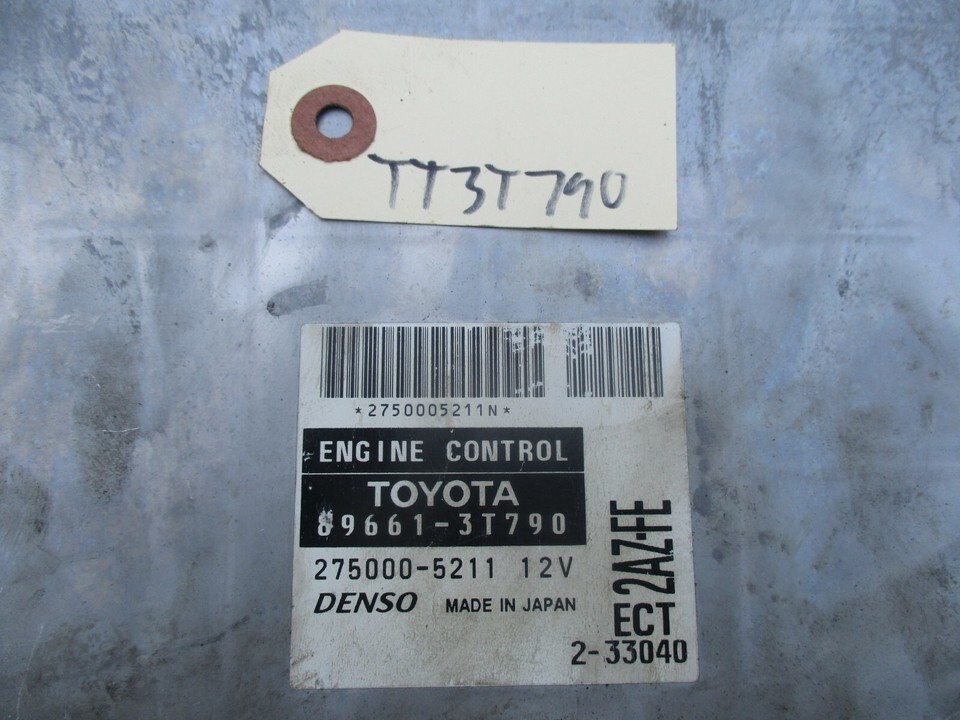 TT3T790
*2750005211N*
ENGINE CONTROL
TOYOTA
89661-3T790
275000-5211 12V
DENSO MADE IN JAPAN
2AZ-FE
ECT
2-33040